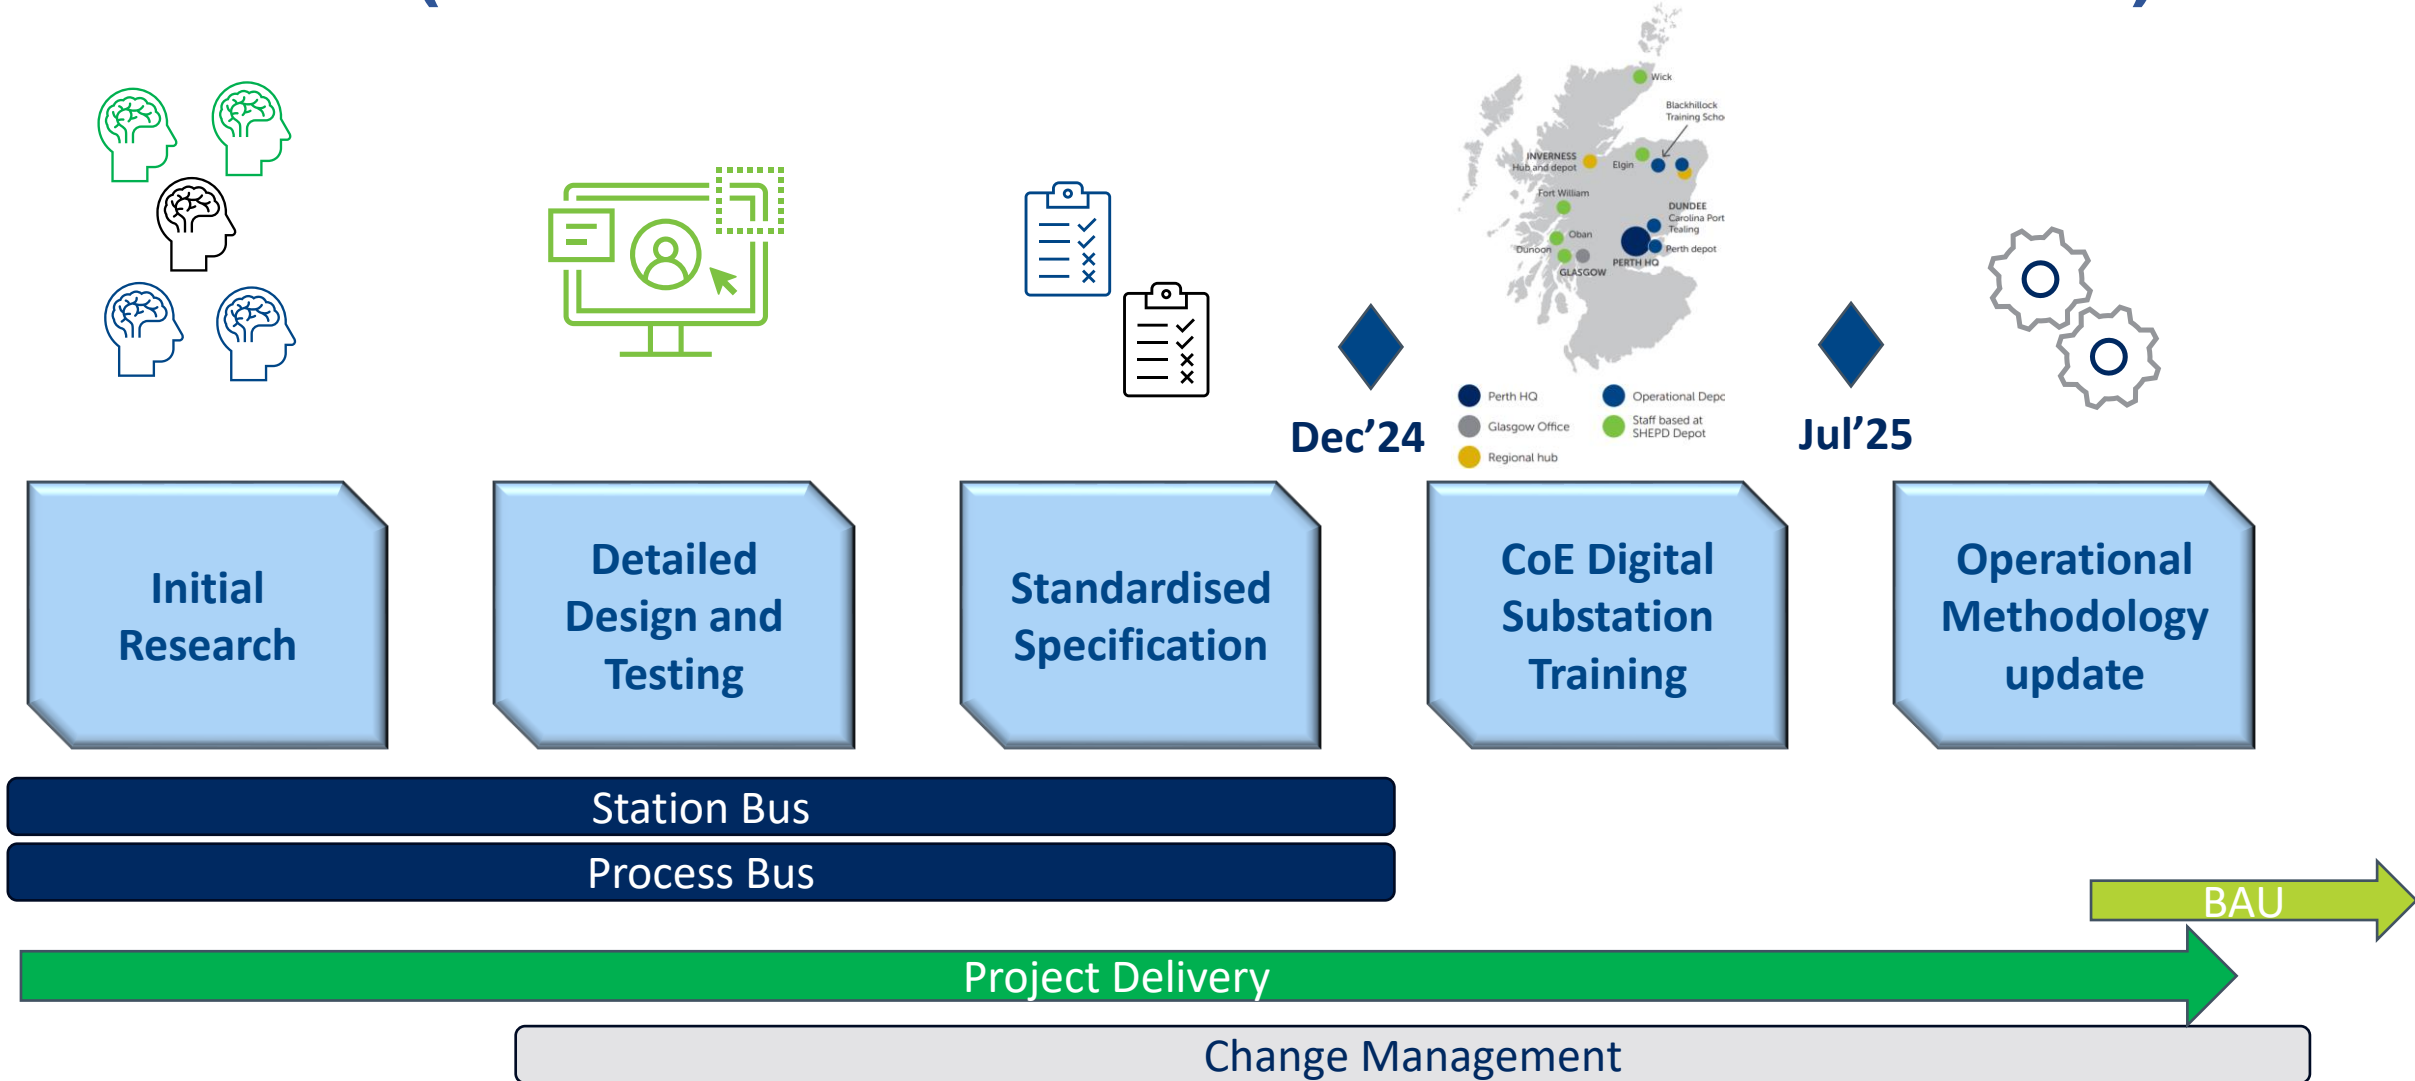 Wick
Blackhillock
Training Scho
INVERNESS
Hub and depot
Elgin
Fort William
DUNDEE
Carolina Port
Tealing
Oban
Dunoon
Perth depot
PERTH HQ
GLASGOW
Perth HQ
Operational Depo
Glasgow Office
Staff based at
SHEPD Depot
Regional hub
Dec’24
Jul’25
Initial
Research
Detailed
Design and
Testing
Standardised
Specification
CoE Digital
Substation
Training
Operational
Methodology
update
Station Bus
Process Bus
BAU
Project Delivery
Change Management